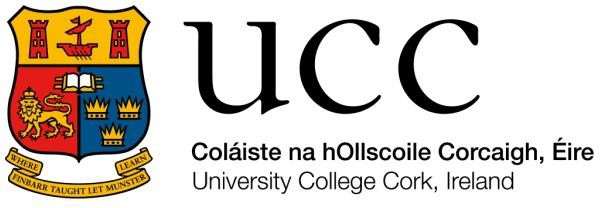 ucc
Coláiste na hOllscoile Corcaigh, Éire
University College Cork, Ireland
WHERE
FINBARR TAUGHT LET MUNSTER
LEARN